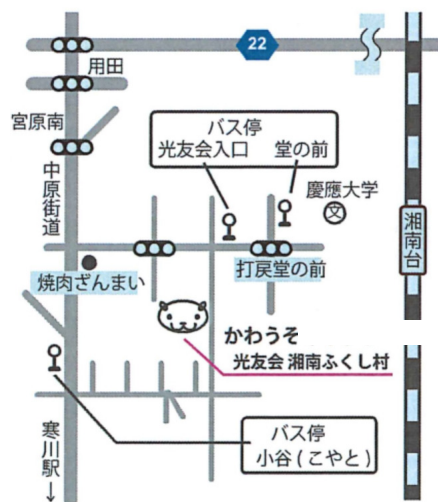 22
用田
宮原南
バス停
光友会入口 堂の前
中原街道
慶應大学
文
湘南台
打戻堂の前
焼肉ざんまい
かわうそ
光友会 湘南ふくし村
バス停
小谷(こやと)
寒川駅
↓